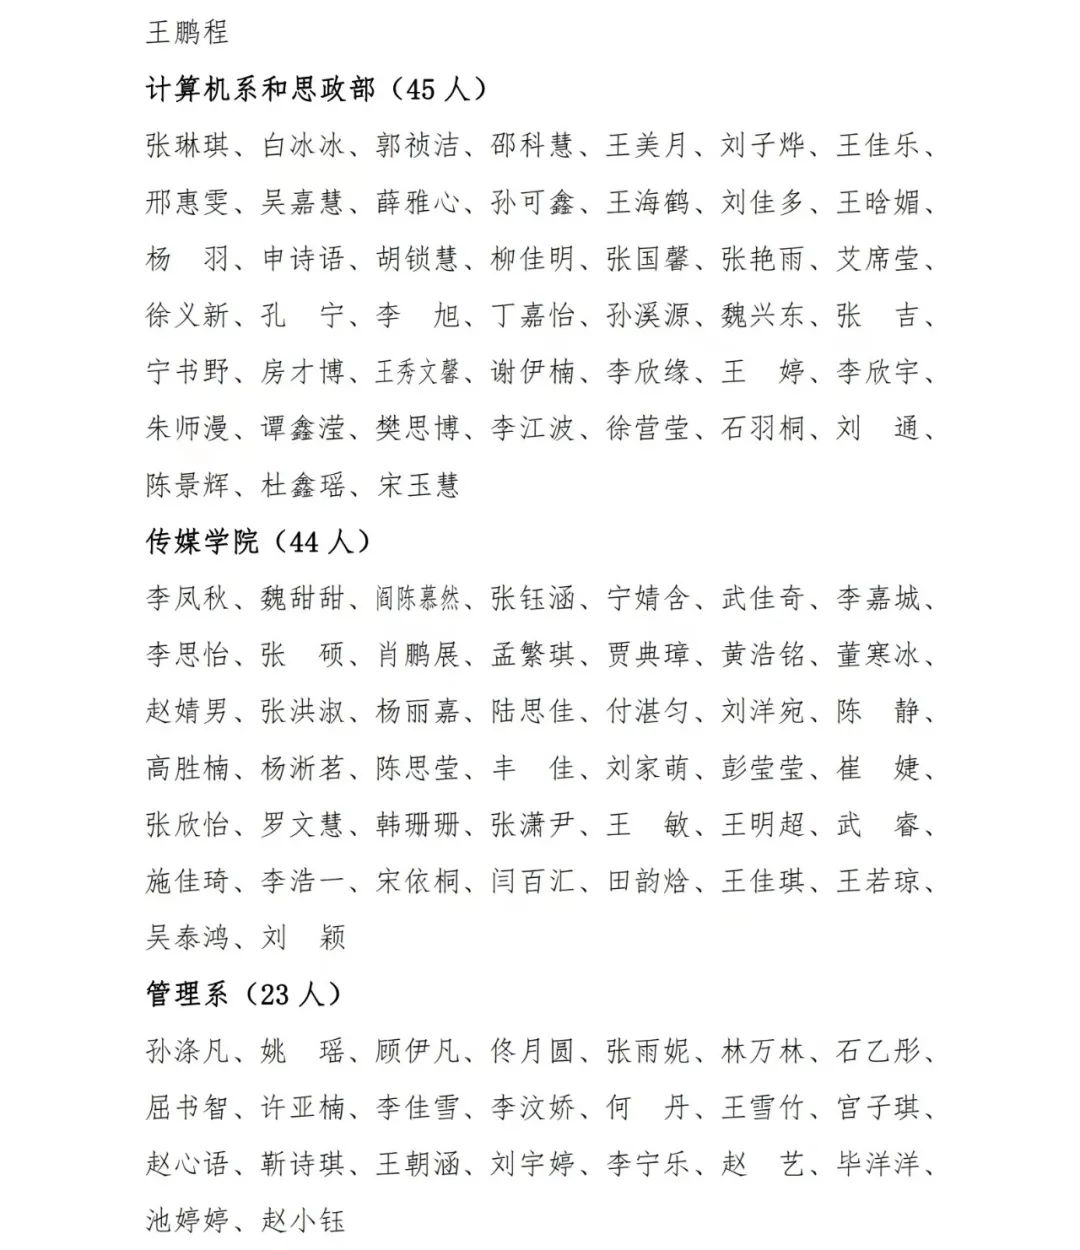 王鹏程
计算机系和思政部（45 人）
张琳琪、白冰冰、郭祯洁、邵科慧、王美月、刘子烨、王佳乐、
邢惠雯、吴嘉慧、薛雅心、孙可鑫、王海鹤、刘佳多、王晗媚、
杨　羽、申诗语、胡锁慧、柳佳明、张国馨、张艳雨、艾席莹、
徐义新、孔　宁、李　旭、丁嘉怡、孙溪源、魏兴东、张　吉、
宁书野、房才博、王秀文馨、谢伊楠、李欣缘、王　婷、李欣宇、
朱师漫、谭鑫滢、樊思博、李江波、徐营莹、石羽桐、刘　通、
陈景辉、杜鑫瑶、宋玉慧
传媒学院（44 人）
李凤秋、魏甜甜、阎陈慕然、张钰涵、宁婧含、武佳奇、李嘉城、
李思怡、张　硕、肖鹏展、孟繁琪、贾典璋、黄浩铭、董寒冰、
赵婧男、张洪淑、杨丽嘉、陆思佳、付湛匀、刘洋宛、陈　静、
高胜楠、杨淅茗、陈思莹、丰　佳、刘家萌、彭莹莹、崔　婕、
张欣怡、罗文慧、韩珊珊、张潇尹、王　敏、王明超、武　睿、
施佳琦、李浩一、宋依桐、闫百汇、田韵焓、王佳琪、王若琼、
吴泰鸿、刘　颖
管理系（23 人）
孙涤凡、姚　瑶、顾伊凡、佟月圆、张雨妮、林万林、石乙彤、
屈书智、许亚楠、李佳雪、李汶娇、何　丹、王雪竹、宫子琪、
赵心语、靳诗琪、王朝涵、刘宇婷、李宁乐、赵　艺、毕洋洋、
池婷婷、赵小钰